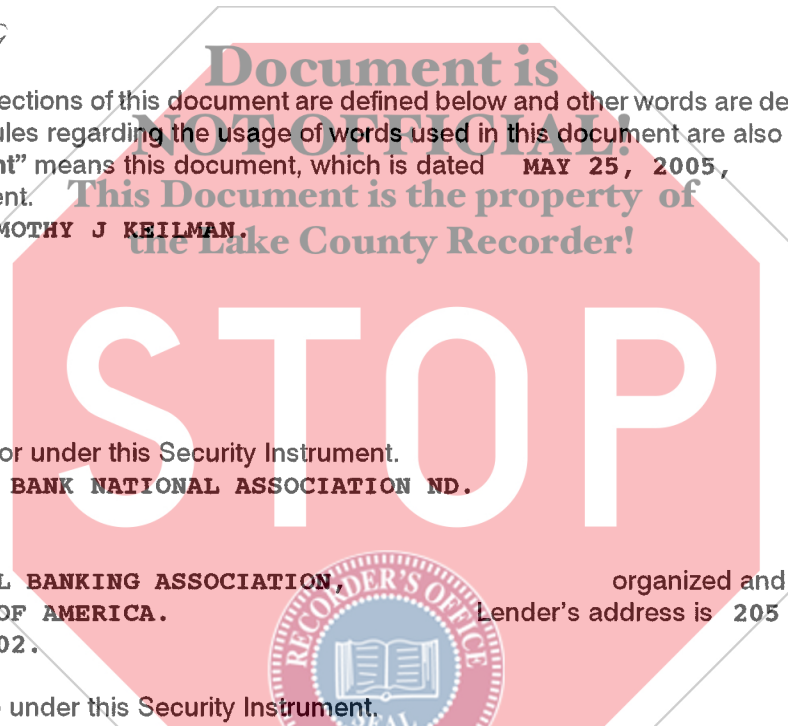 Document is
ections of this document are defined below and other words are de
NOT OFFICIAL!
ules regarding the usage of words used in this document are also
nt” means this document, which is dated MAY 25, 2005,
ent.
This Document is the property of
MOTHY J KEILMAN.
the Lake County Recorder!
STOP
or under this Security Instrument.
BANK NATIONAL ASSOCIATION ND.
L BANKING ASSOCIATION, organized and
OF AMERICA. Lender’s address is 205
02.
RECORDER'S OFFICE
under this Security Instrument.
SEAL